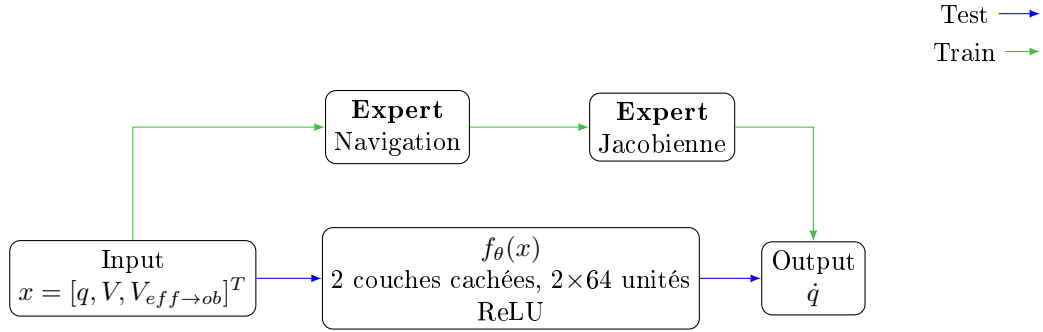 Test
Train
Expert
Navigation
Expert
Jacobienne
Input
x = [q, V, V_{eff→ob}]^T
f_θ(x)
2 couches cachées, 2×64 unités
ReLU
Output
q̇